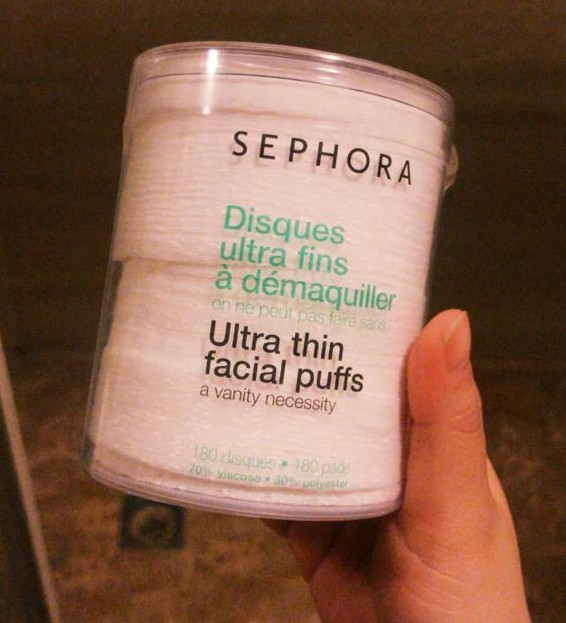 SEPHORA
Disques
ultra fins
à démaquiller
on ne peut pas faire sans !
Ultra thin
facial puffs
a vanity necessity
180 disques • 180 pads
70% viscose • 30% polyester